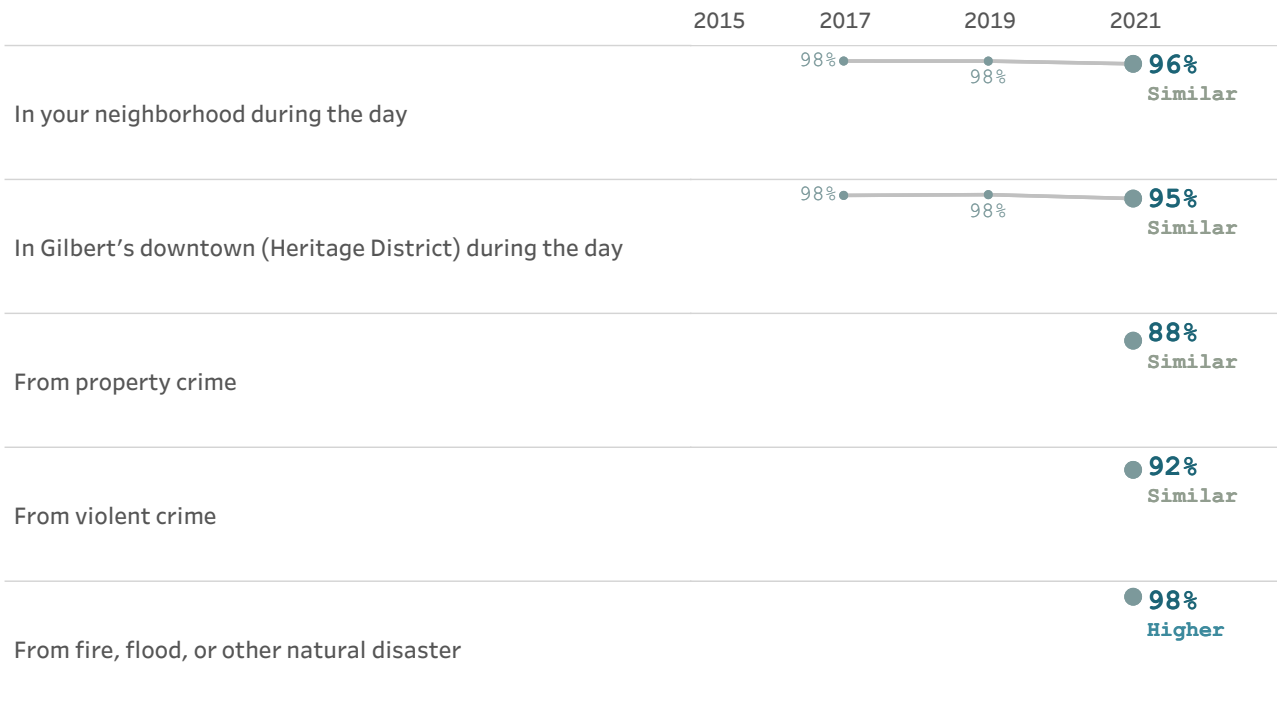 2015 2017 2019 2021
98% 98% 96%
Similar
In your neighborhood during the day
98% 98% 95%
Similar
In Gilbert’s downtown (Heritage District) during the day
88%
Similar
From property crime
92%
Similar
From violent crime
98%
Higher
From fire, flood, or other natural disaster